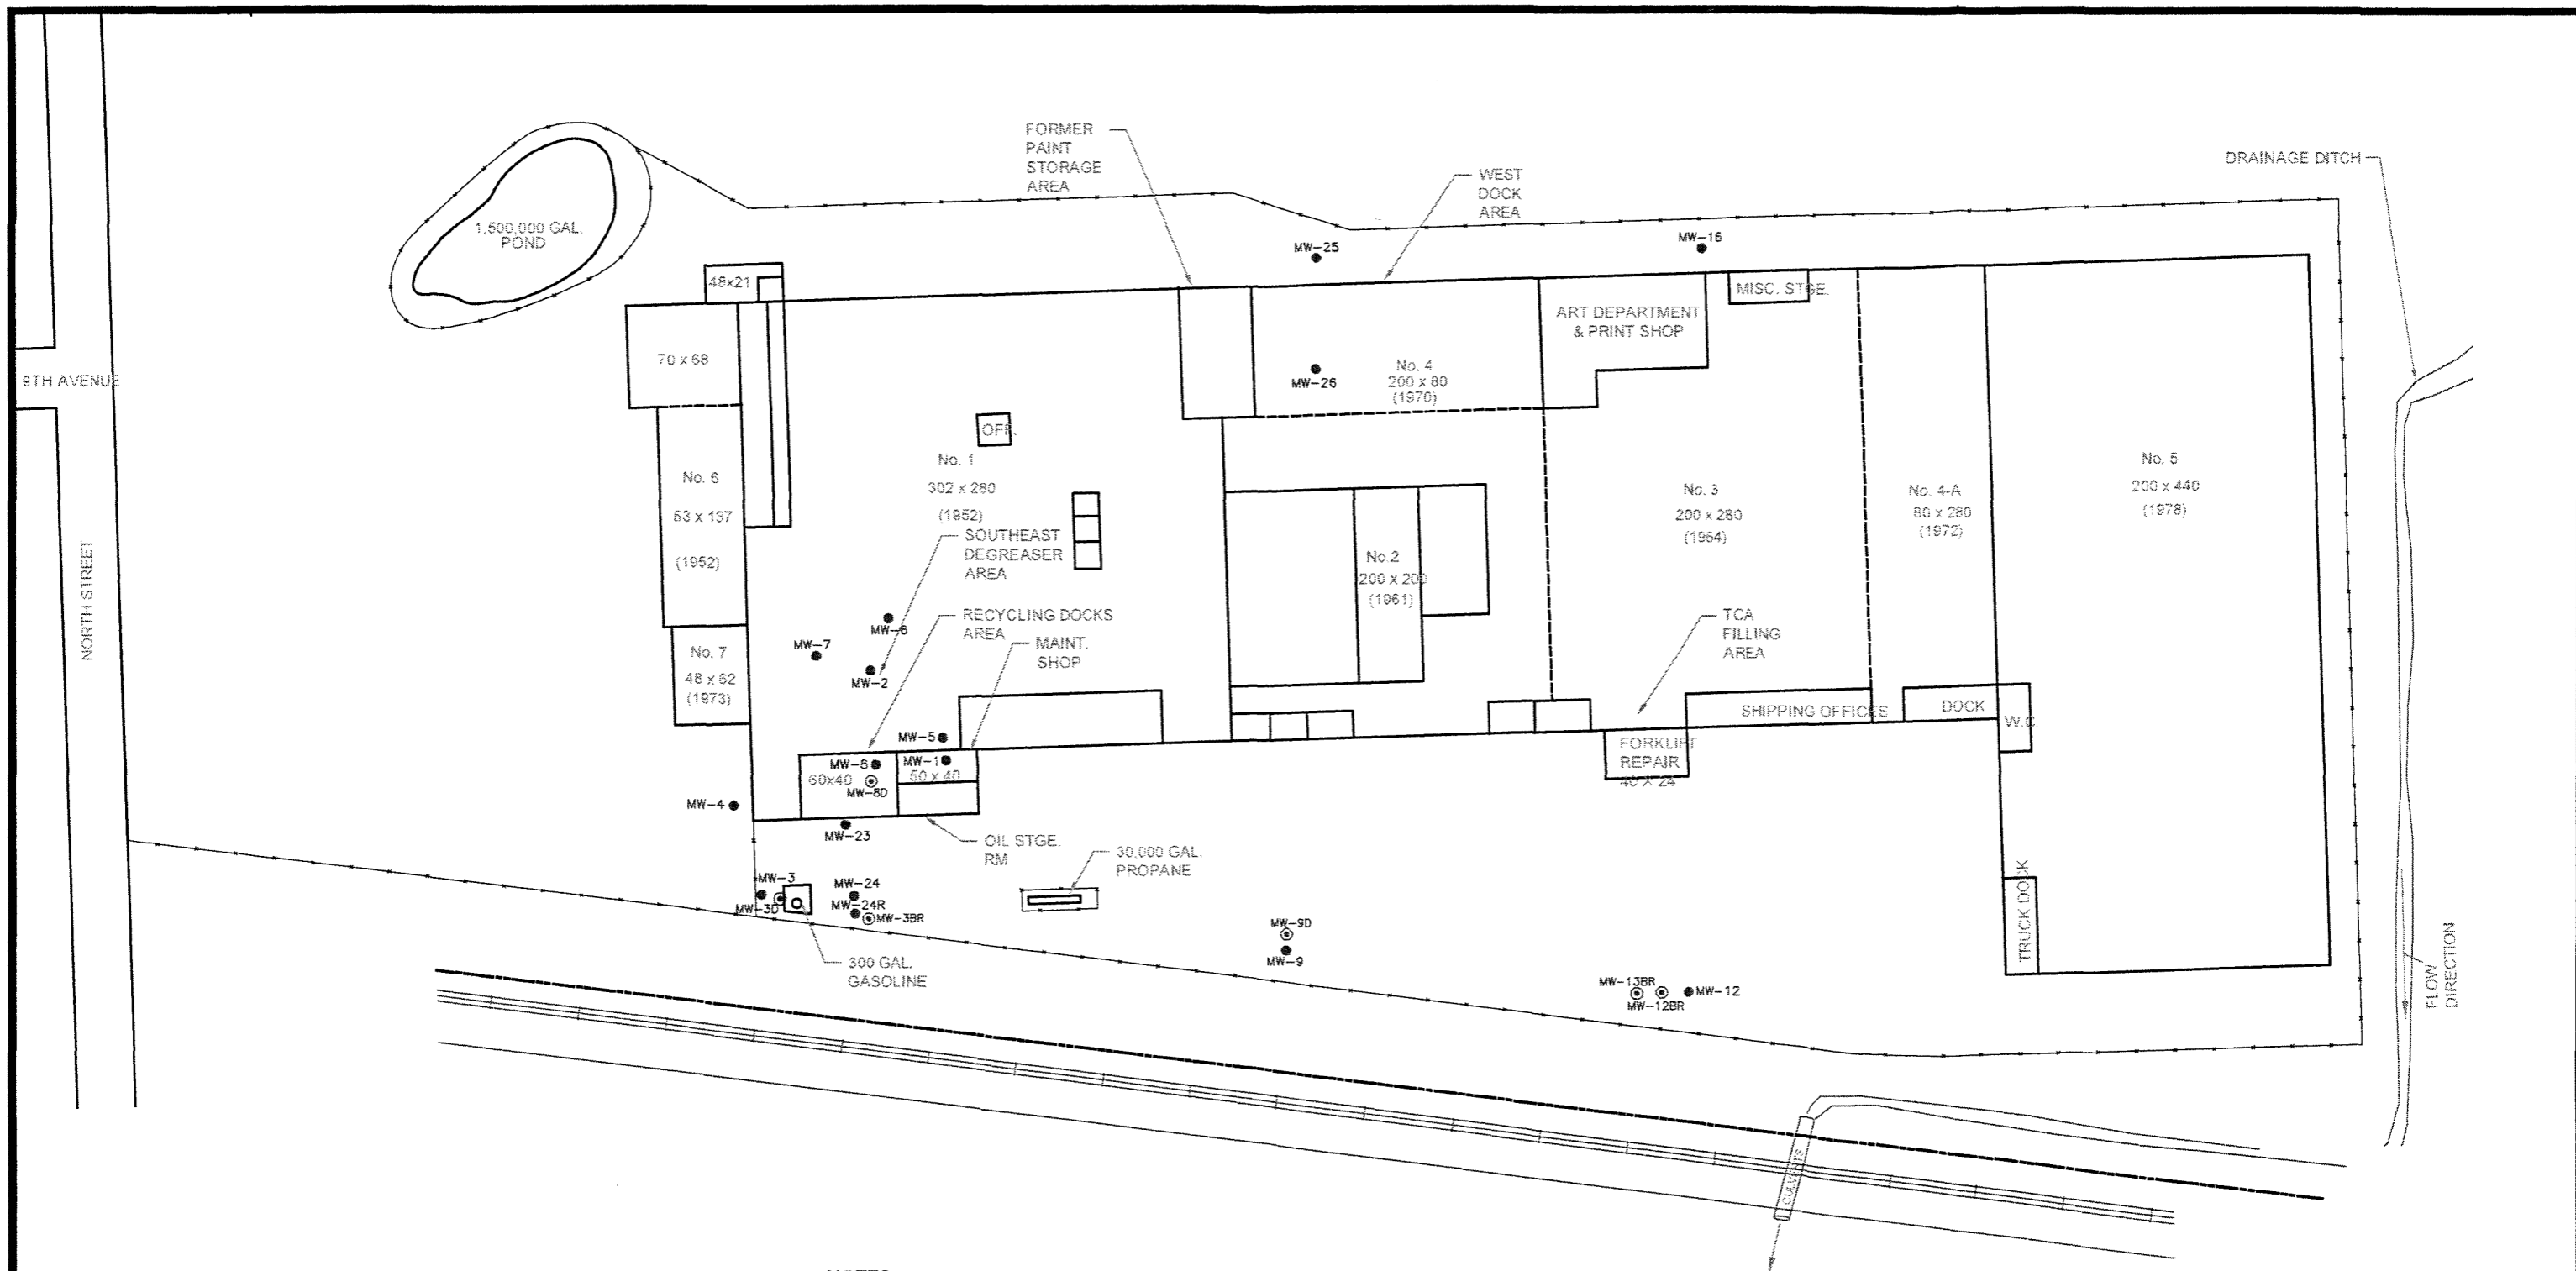 FORMER
PAINT
STORAGE
AREA
WEST
DOCK
AREA
DRAINAGE DITCH
1,500,000 GAL.
POND
MW-25
MW-16
48x21
MISC. STGE.
ART DEPARTMENT
& PRINT SHOP
70 x 68
9TH AVENUE
MW-26
No. 4
200 x 80
(1970)
OFF.
No. 1
302 x 280
(1952)
No. 6
53 x 137
(1952)
No. 3
200 x 280
(1964)
No. 4-A
80 x 280
(1972)
No. 5
200 x 440
(1978)
SOUTHEAST
DEGREASER
AREA
NORTH STREET
No.2
200 x 200
(1961)
RECYCLING DOCKS
AREA
MAINT.
SHOP
TCA
FILLING
AREA
MW-6
MW-7
MW-2
No. 7
48 x 62
(1973)
SHIPPING OFFICES
DOCK
W.C.
MW-5
MW-8
MW-1
60x40
50 x 40
MW-8D
FORKLIFT
REPAIR
40 x 24
MW-4
MW-23
OIL STGE.
RM
30,000 GAL.
PROPANE
MW-3
MW-3D
MW-24
MW-24R
MW-3BR
300 GAL.
GASOLINE
MW-9D
MW-9
TRUCK DOCK
MW-13BR
MW-12BR
MW-12
FLOW
DIRECTION
CULVERTS